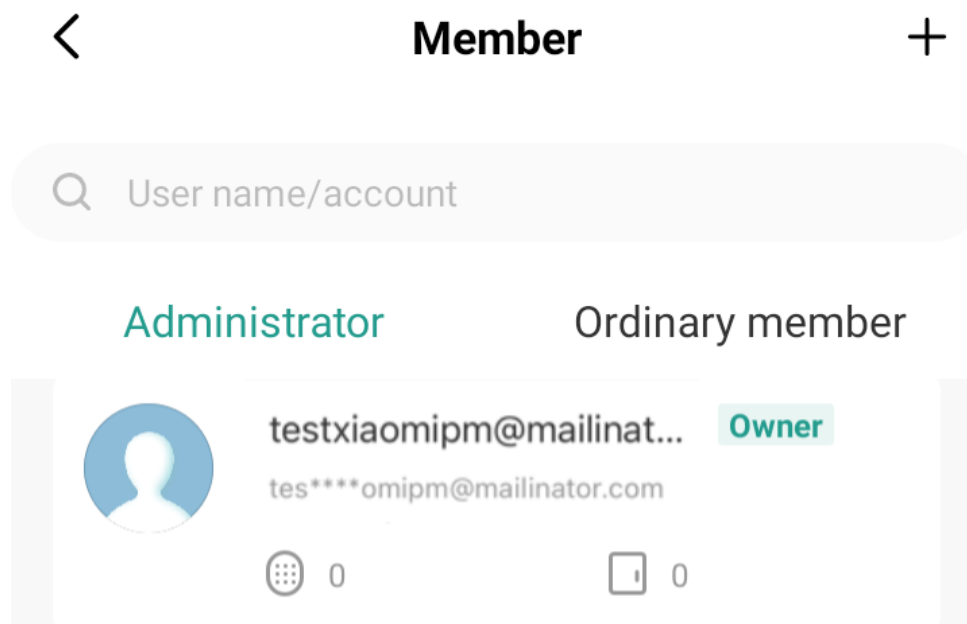 Member
User name/account
Administrator Ordinary member
testxiaomipm@mailinat... Owner
tes****omipm@mailinator.com
0 0